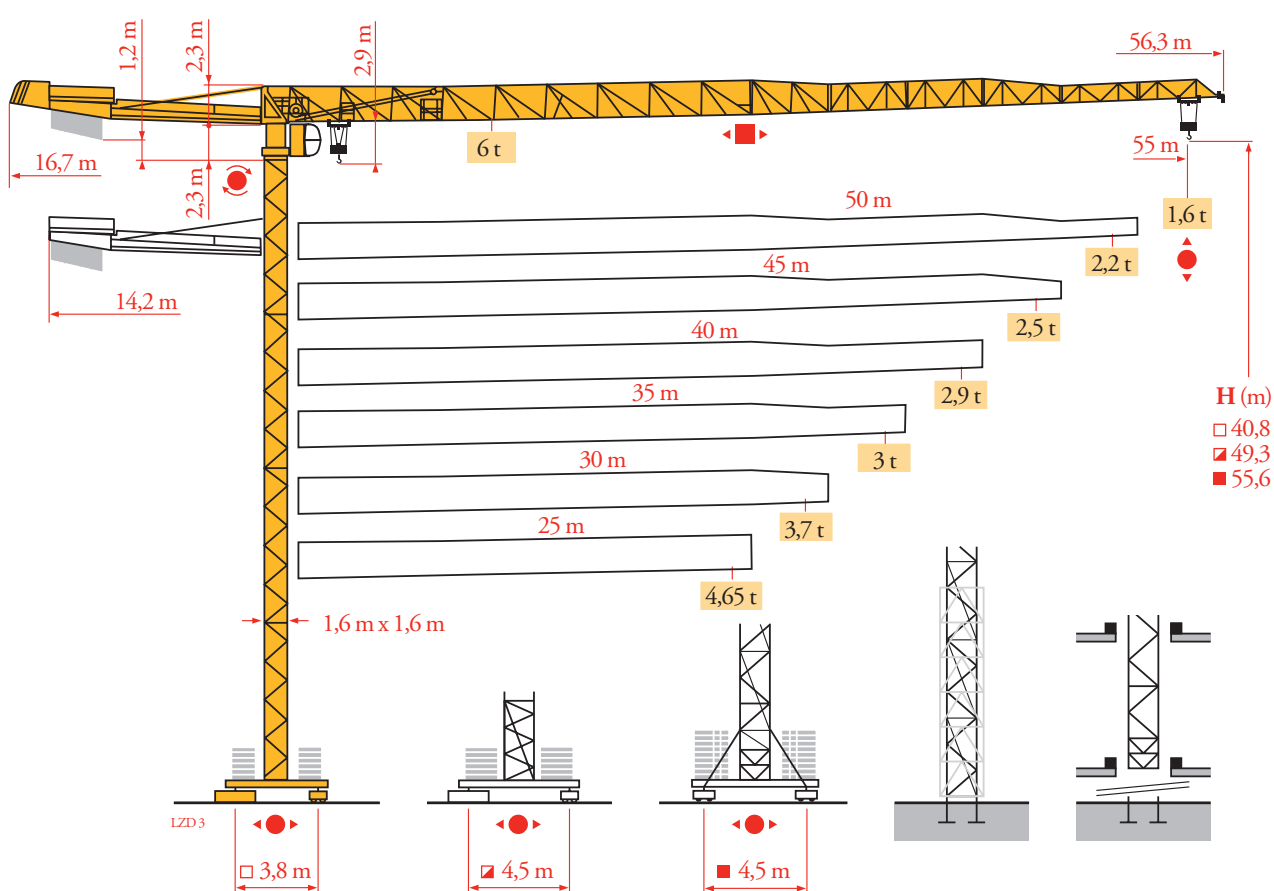 1,2 m
2,3 m
2,9 m
56,3 m
16,7 m
2,3 m
6 t
55 m
1,6 t
50 m
2,2 t
14,2 m
45 m
2,5 t
40 m
2,9 t
35 m
3 t
30 m
3,7 t
25 m
4,65 t
H (m)
40,8
49,3
55,6
1,6 m x 1,6 m
LZD 3
3,8 m
4,5 m
4,5 m